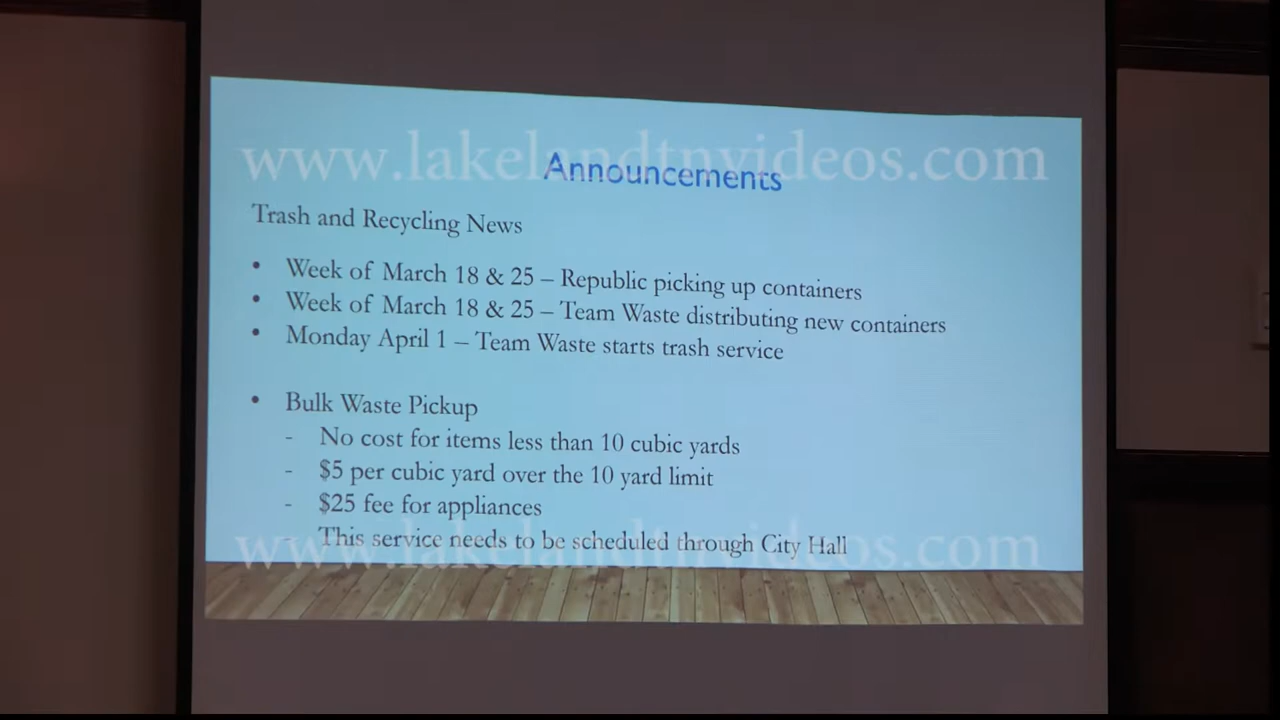 www.lakelandtnvideos.com
Announcements
Trash and Recycling News
• Week of March 18 & 25 – Republic picking up containers
• Week of March 18 & 25 – Team Waste distributing new containers
• Monday April 1 – Team Waste starts trash service
• Bulk Waste Pickup
- No cost for items less than 10 cubic yards
- $5 per cubic yard over the 10 yard limit
- $25 fee for appliances
- This service needs to be scheduled through City Hall
www.lakelandtnvideos.com